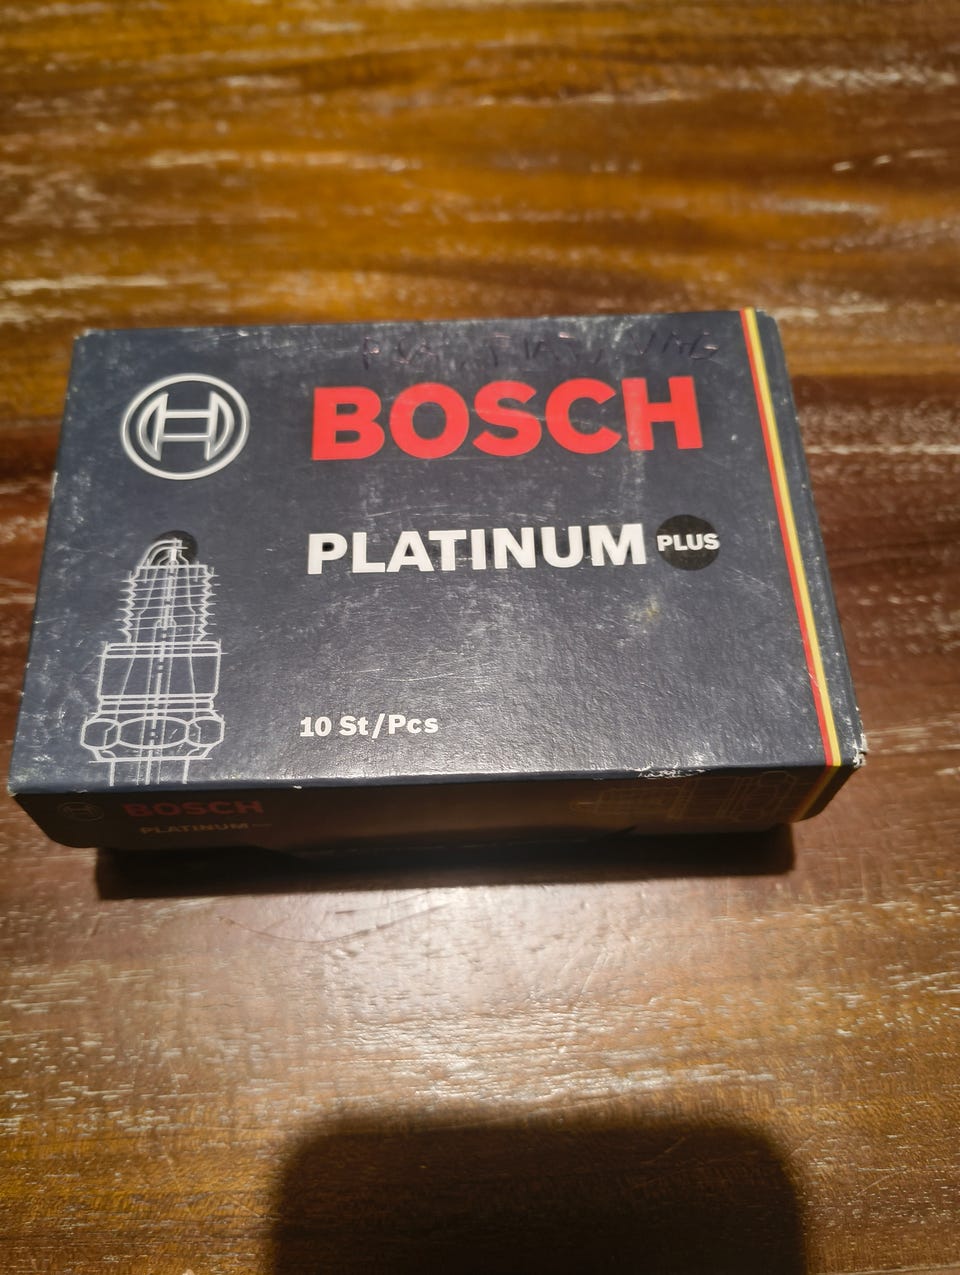 BOSCH
PLATINUM PLUS
10 St/Pcs
BOSCH
PLATINUM